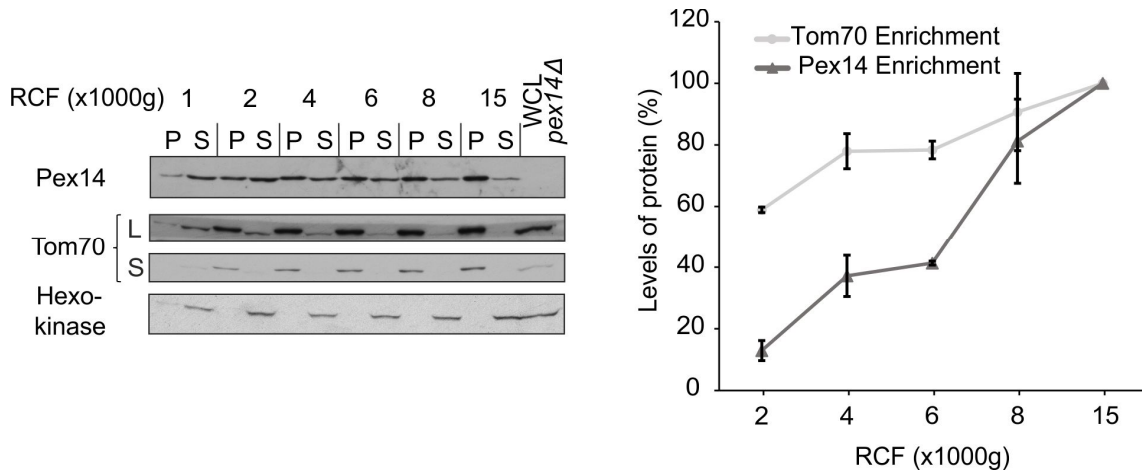 RCF (x1000g) 1 2 4 6 8 15 WCL pex14Δ
P S P S P S P S P S P S
Pex14
Tom70 L
S
Hexo-
kinase
120
100
80
60
40
20
0
Levels of protein (%)
Tom70 Enrichment
Pex14 Enrichment
2 4 6 8 15
RCF (x1000g)